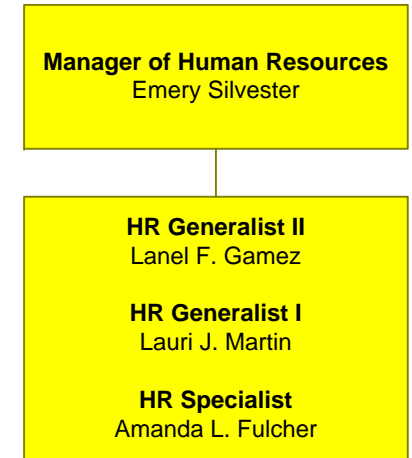 Manager of Human Resources
Emery Silvester
HR Generalist II
Lanel F. Gamez
HR Generalist I
Lauri J. Martin
HR Specialist
Amanda L. Fulcher